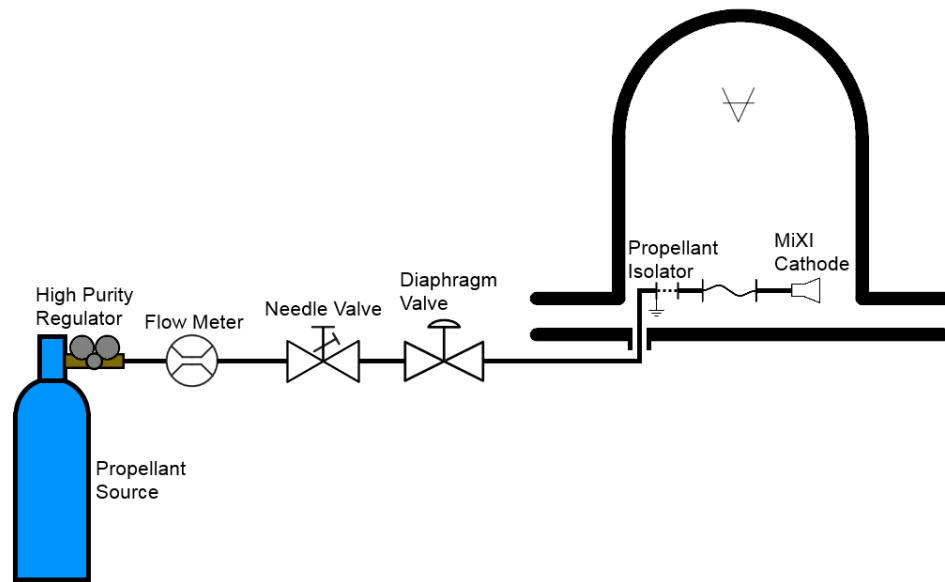 High Purity
Regulator
Flow Meter
Needle Valve
Diaphragm
Valve
Propellant
Isolator
MiXI
Cathode
Propellant
Source